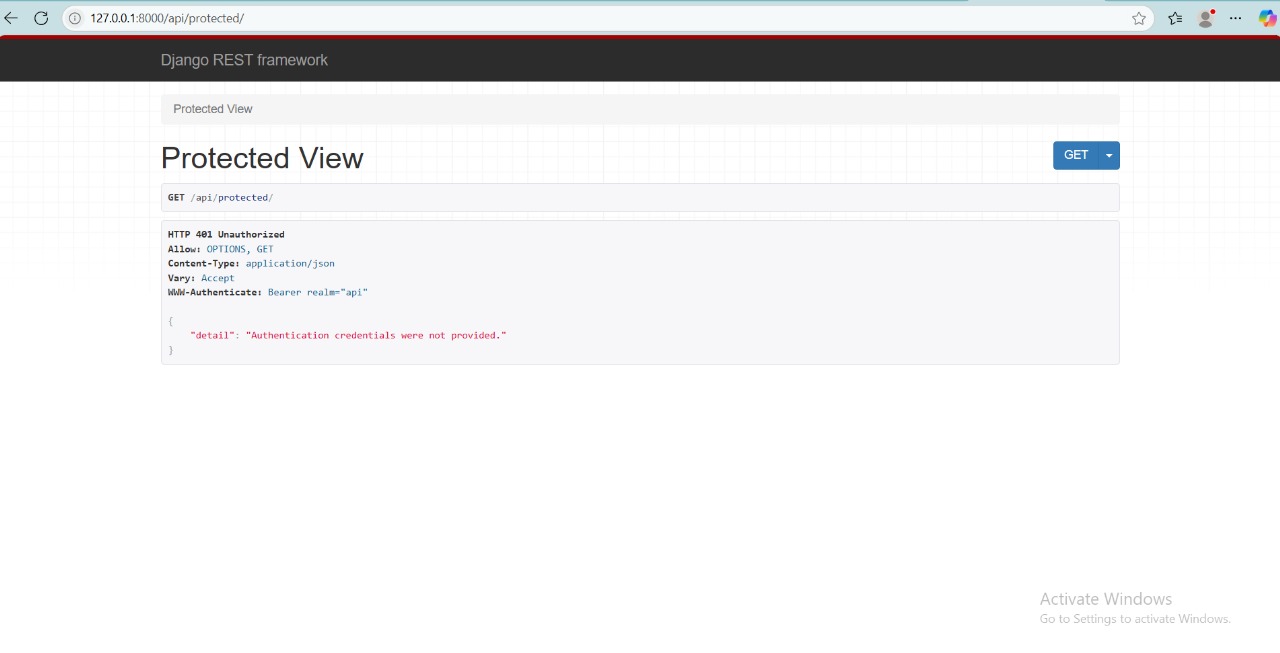 127.0.0.1:8000/api/protected/
Django REST framework
Protected View
Protected View
GET
GET /api/protected/
HTTP 401 Unauthorized
Allow: OPTIONS, GET
Content-Type: application/json
Vary: Accept
WWW-Authenticate: Bearer realm="api"
{
"detail": "Authentication credentials were not provided."
}
Activate Windows
Go to Settings to activate Windows.